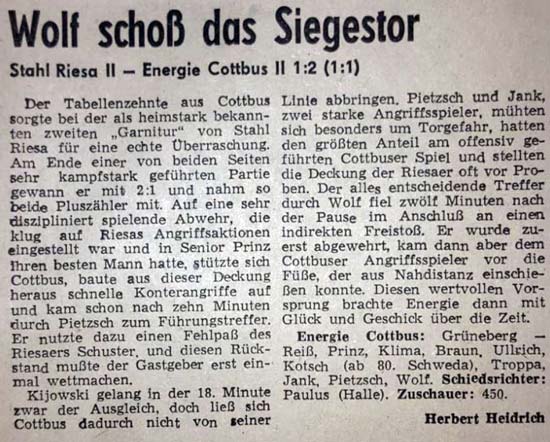 Wolf schoß das Siegestor
Stahl Riesa II – Energie Cottbus II 1:2 (1:1)
Der Tabellenzehnte aus Cottbus
sorgte bei der als heimstark bekann-
ten zweiten „Garnitur“ von Stahl
Riesa für eine echte Überraschung.
Am Ende einer von beiden Seiten
sehr kampfstark geführten Partie
gewann er mit 2:1 und nahm so
beide Pluszähler mit. Auf eine sehr
diszipliniert spielende Abwehr, die
klug auf Riesas Angriffsaktionen
eingestellt war und in Senior Prinz
ihren besten Mann hatte, stützte sich
Cottbus, baute aus dieser Deckung
heraus schnelle Konterangriffe auf
und kam schon nach zehn Minuten
durch Pietzsch zum Führungstreffer.
Er nutzte dazu einen Fehlpaß des
Riesaers Schuster, und diesen Rück-
stand mußte der Gastgeber erst ein-
mal wettmachen.
Kijowski gelang in der 18. Minute
zwar der Ausgleich, doch ließ sich
Cottbus dadurch nicht von seiner
Linie abbringen. Pietzsch und Jank,
zwei starke Angriffsspieler, mühten
sich besonders um Torgefahr, hatten
den größten Anteil am offensiv ge-
führten Cottbuser Spiel und stellten
die Deckung der Riesaer oft vor Pro-
ben. Der alles entscheidende Treffer
durch Wolf fiel zwölf Minuten nach
der Pause im Anschluß an einen
indirekten Freistoß. Er wurde zu-
erst abgewehrt, kam dann aber dem
Cottbuser Angriffsspieler vor die
Füße, der aus Nahdistanz einschie-
ßen konnte. Diesen wertvollen Vor-
sprung brachte Energie dann mit
Glück und Geschick über die Zeit.
Energie Cottbus: Grüneberg –
Reiß, Prinz, Klima, Braun, Ullrich,
Kotsch (ab 80. Schweda), Troppa,
Jank, Pietzsch, Wolf. Schiedsrichter:
Paulus (Halle). Zuschauer: 450.
Herbert Heidrich